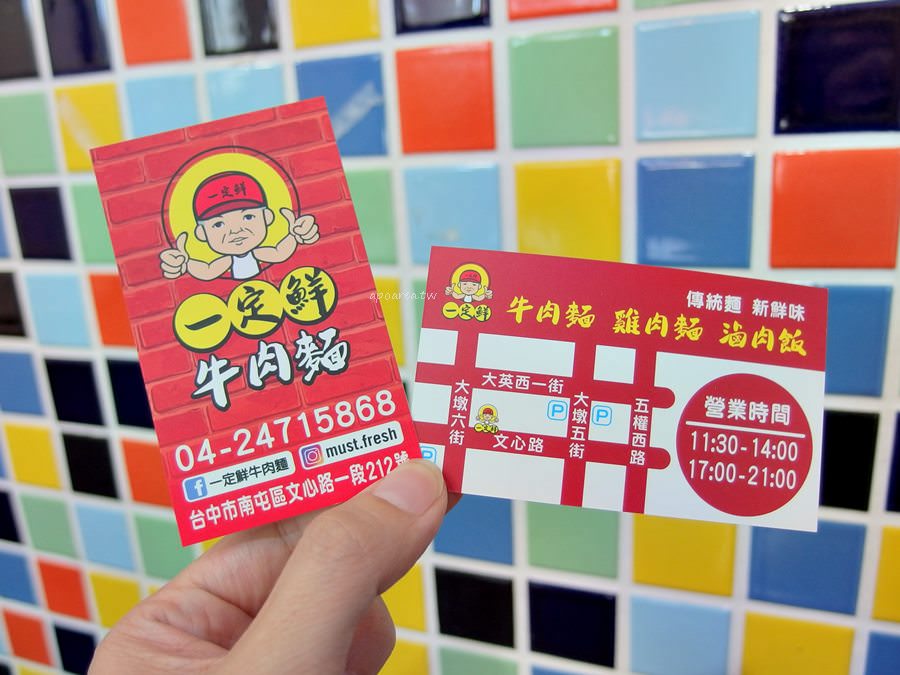 一定鮮
一定鮮
牛肉麵
04-24715868
一定鮮牛肉麵
must.fresh
台中市南屯區文心路一段212號
apoarea.tw
一定鮮
傳統麵 新鮮味
牛肉麵 雞肉麵 滷肉飯
大英西一街
大墩六街
P
大墩五街
P
五權西路
文心路
P
營業時間
11:30-14:00
17:00-21:00